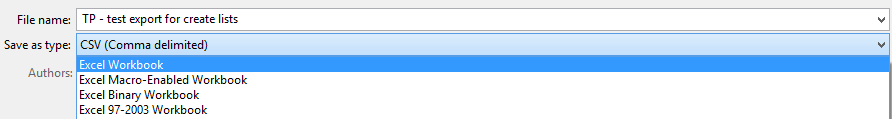 File name: TP - test export for create lists
Save as type: CSV (Comma delimited)
Excel Workbook
Authors: Excel Macro-Enabled Workbook
Excel Binary Workbook
Excel 97-2003 Workbook